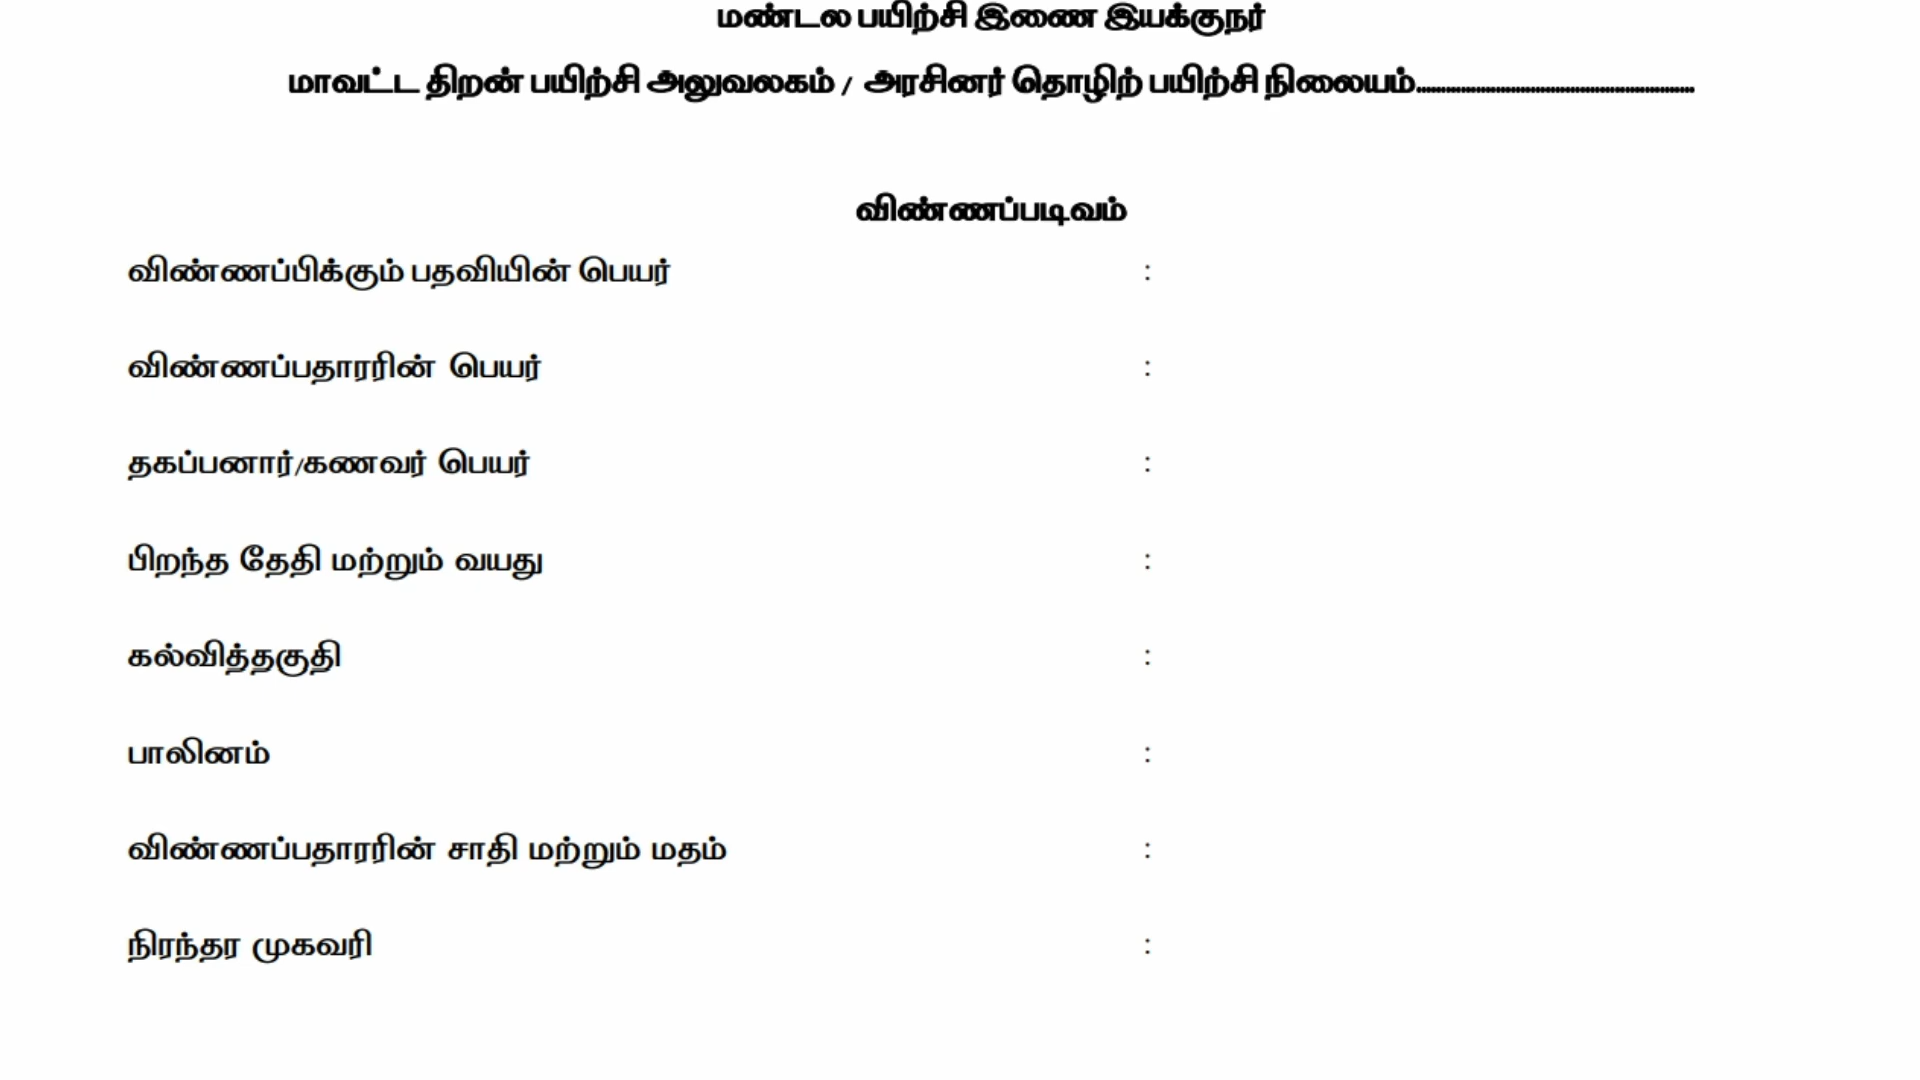 மண்டல பயிற்சி இணை இயக்குநர்
மாவட்ட திறன் பயிற்சி அலுவலகம் / அரசினர் தொழிற் பயிற்சி நிலையம்........................................................
விண்ணப்படிவம்
விண்ணப்பிக்கும் பதவியின் பெயர் :
விண்ணப்பதாரரின் பெயர் :
தகப்பனார்/கணவர் பெயர் :
பிறந்த தேதி மற்றும் வயது :
கல்வித்தகுதி :
பாலினம் :
விண்ணப்பதாரரின் சாதி மற்றும் மதம் :
நிரந்தர முகவரி :